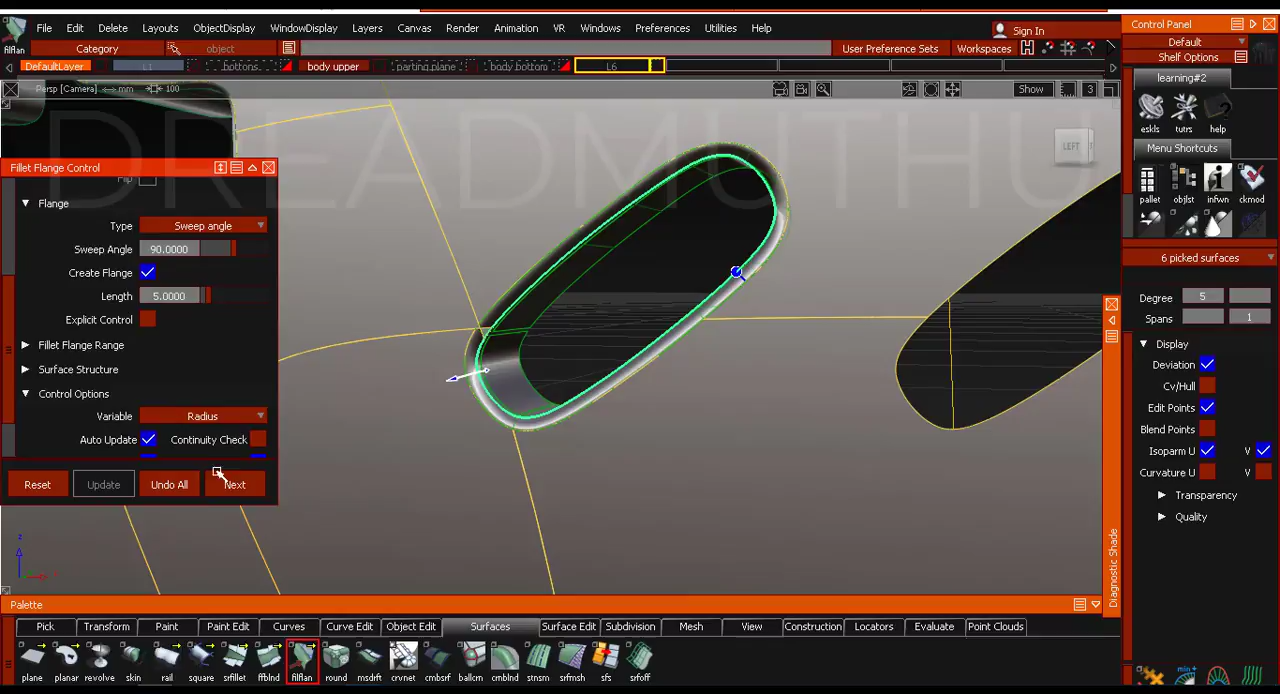 File Edit Delete Layouts ObjectDisplay WindowDisplay Layers Canvas Render Animation VR Windows Preferences Utilities Help
Sign In
filflan Category object User Preference Sets Workspaces
DefaultLayer L1 bottons body upper parting plane body bottom L6
Persp [Camera] mm 100 Show 3
DREADMUTHU
LEFT
Fillet Flange Control
Flip
Flange
Type Sweep angle
Sweep Angle 90.0000
Create Flange
Length 5.0000
Explicit Control
Fillet Flange Range
Surface Structure
Control Options
Variable Radius
Auto Update Continuity Check
Reset Update Undo All Next
Control Panel
Default
Shelf Options
learning#2
eskls tutrs help
Menu Shortcuts
pallet objlst infwn ckmod
6 picked surfaces
Degree 5
Spans 1
Display
Deviation
Cv/Hull
Edit Points
Blend Points
Isoparm U V
Curvature U V
Transparency
Quality
Diagnostic Shade
Palette
Pick Transform Paint Paint Edit Curves Curve Edit Object Edit Surfaces Surface Edit Subdivision Mesh View Construction Locators Evaluate Point Clouds
plane planar revolve skin rail square srfillet ffblnd filflan round msdrft crvnet cmbsrf ballcrn cmblnd stnsm srfmsh sfs srfoff